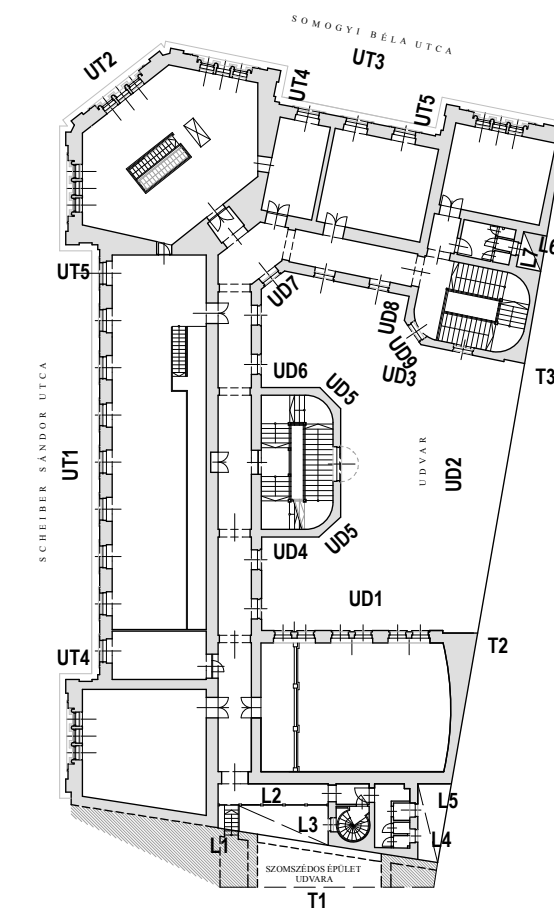 SOMOGYI BÉLA UTCA
UT2
UT3
UT4
UT5
L6
L7
UT5
UD7
UD8
UD9
UD3
T3
UD6
UD5
SCHEIBER SÁNDOR UTCA
UT1
UDVAR
UD2
UD4
UD5
UD1
T2
UT4
L2
L5
L3
L4
L1
SZOMSZÉDOS ÉPÜLET
UDVARA
T1